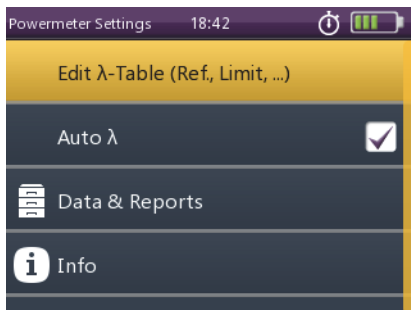 Powermeter Settings 18:42
Edit λ-Table (Ref., Limit, ...)
Auto λ
Data & Reports
i Info